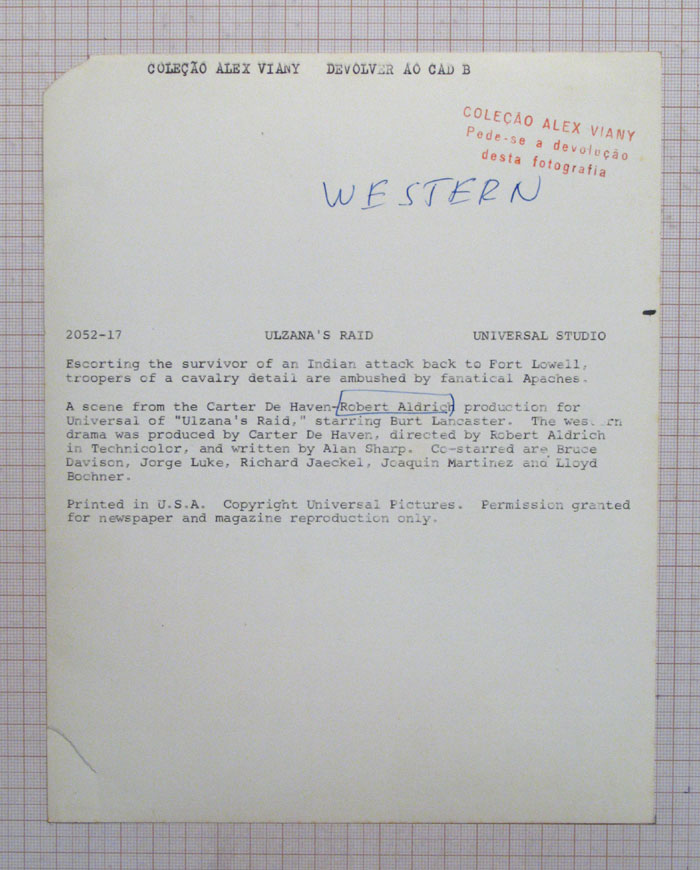 COLEÇÃO ALEX VIANY DEVOLVER AO CAD B
COLEÇÃO ALEX VIANY
Pede-se a devolução
desta fotografia
WESTERN
2052-17 ULZANA'S RAID UNIVERSAL STUDIO
Escorting the survivor of an Indian attack back to Fort Lowell,
troopers of a cavalry detail are ambushed by fanatical Apaches.
A scene from the Carter De Haven-Robert Aldrich production for
Universal of "Ulzana's Raid," starring Burt Lancaster. The western
drama was produced by Carter De Haven, directed by Robert Aldrich
in Technicolor, and written by Alan Sharp. Co-starred are Bruce
Davison, Jorge Luke, Richard Jaeckel, Joaquin Martinez and Lloyd
Bochner.
Printed in U.S.A. Copyright Universal Pictures. Permission granted
for newspaper and magazine reproduction only.